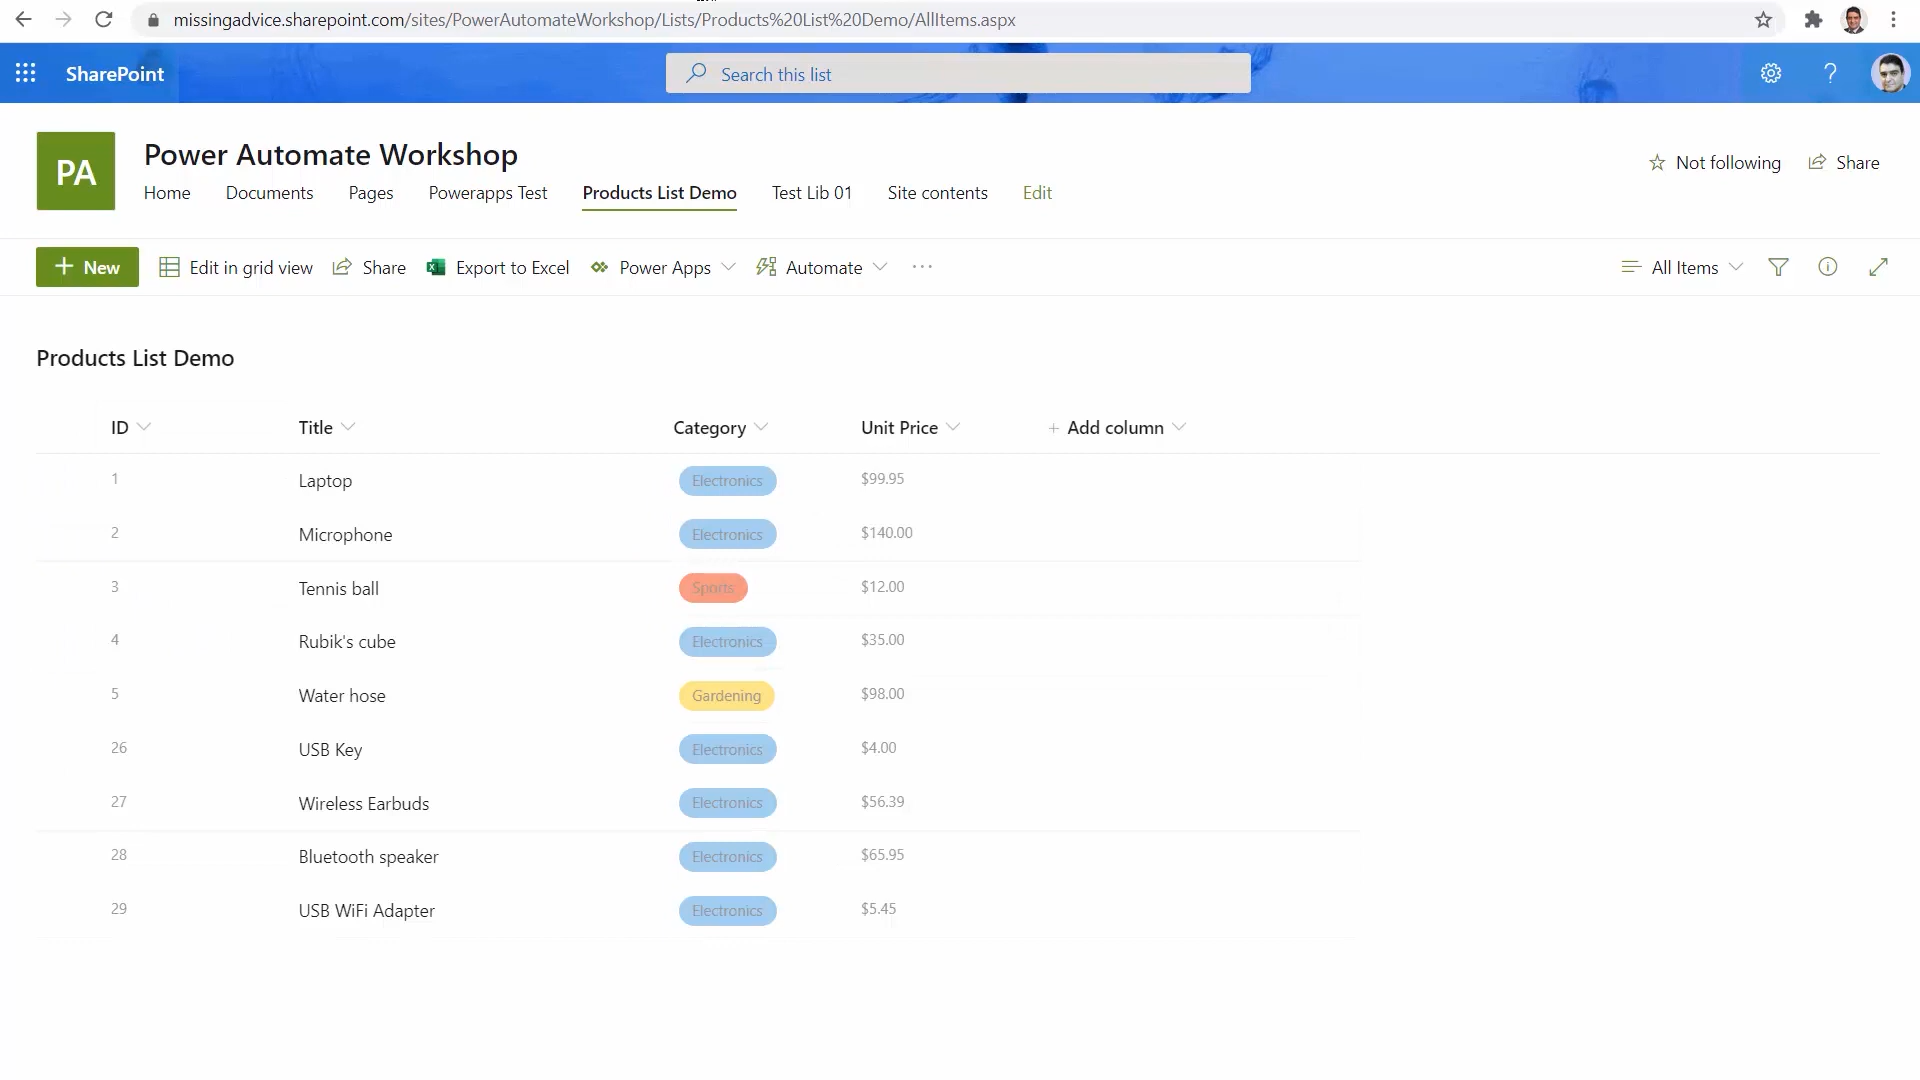 missingadvice.sharepoint.com/sites/PowerAutomateWorkshop/Lists/Products%20List%20Demo/AllItems.aspx
SharePoint Search this list ?
PA Power Automate Workshop
Home Documents Pages Powerapps Test Products List Demo Test Lib 01 Site contents Edit
Not following Share
+ New Edit in grid view Share Export to Excel Power Apps Automate ··· All Items
Products List Demo
ID Title Category Unit Price + Add column
1 Laptop Electronics $99.95
2 Microphone Electronics $140.00
3 Tennis ball Sports $12.00
4 Rubik's cube Electronics $35.00
5 Water hose Gardening $98.00
26 USB Key Electronics $4.00
27 Wireless Earbuds Electronics $56.39
28 Bluetooth speaker Electronics $65.95
29 USB WiFi Adapter Electronics $5.45